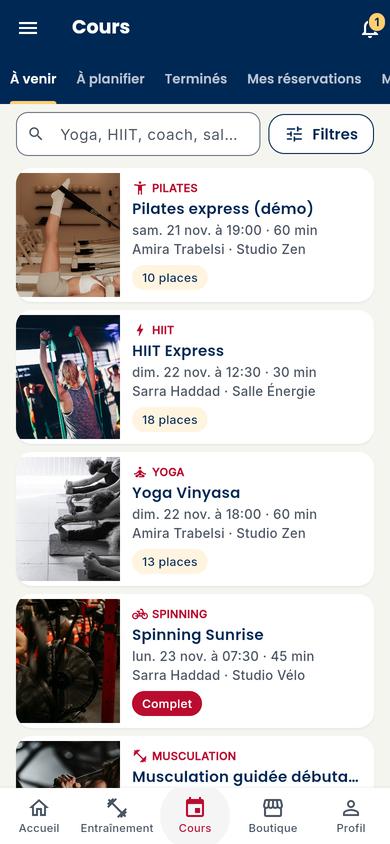 Cours
1
À venir
À planifier
Terminés
Mes réservations
M
Yoga, HIIT, coach, sal...
Filtres
PILATES
Pilates express (démo)
sam. 21 nov. à 19:00 · 60 min
Amira Trabelsi · Studio Zen
10 places
HIIT
HIIT Express
dim. 22 nov. à 12:30 · 30 min
Sarra Haddad · Salle Énergie
18 places
YOGA
Yoga Vinyasa
dim. 22 nov. à 18:00 · 60 min
Amira Trabelsi · Studio Zen
13 places
SPINNING
Spinning Sunrise
lun. 23 nov. à 07:30 · 45 min
Sarra Haddad · Studio Vélo
Complet
MUSCULATION
Musculation guidée débuta...
Accueil
Entraînement
Cours
Boutique
Profil